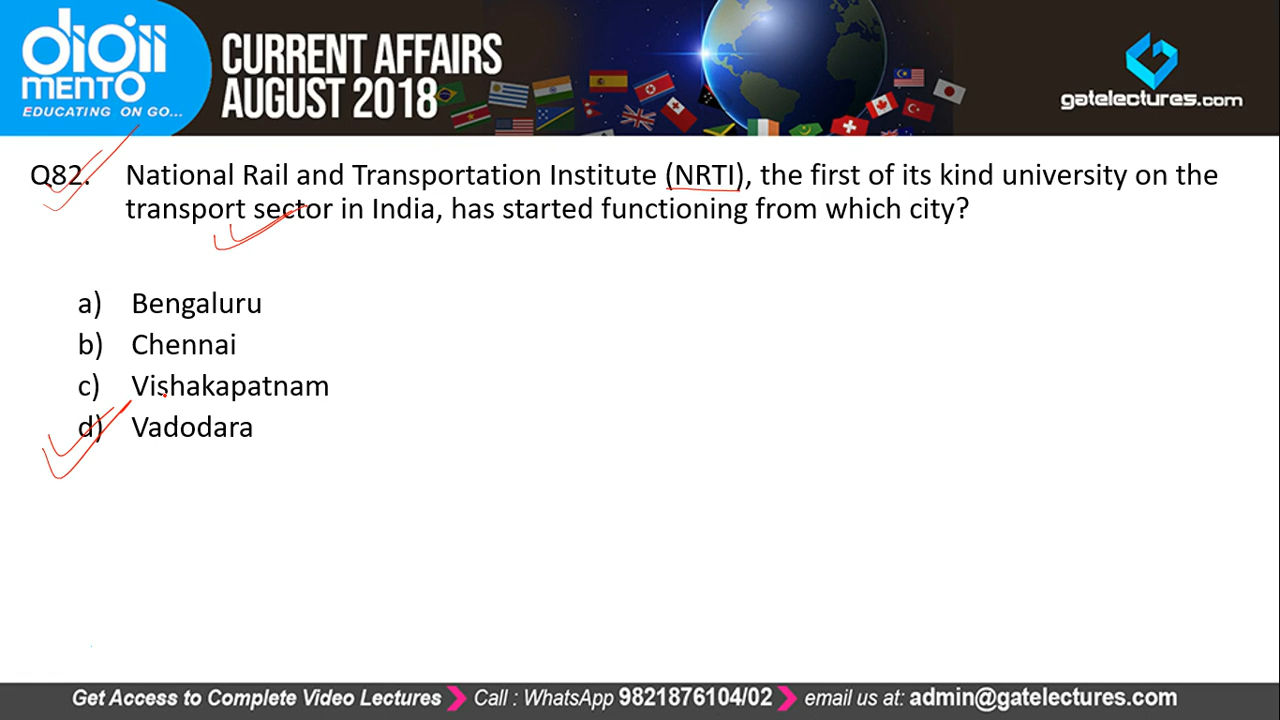 digii
MENTO
EDUCATING ON GO...
CURRENT AFFAIRS
AUGUST 2018
gatelectures.com
Q82. National Rail and Transportation Institute (NRTI), the first of its kind university on the
transport sector in India, has started functioning from which city?
a) Bengaluru
b) Chennai
c) Vishakapatnam
d) Vadodara
Get Access to Complete Video Lectures Call : WhatsApp 9821876104/02 email us at: admin@gatelectures.com